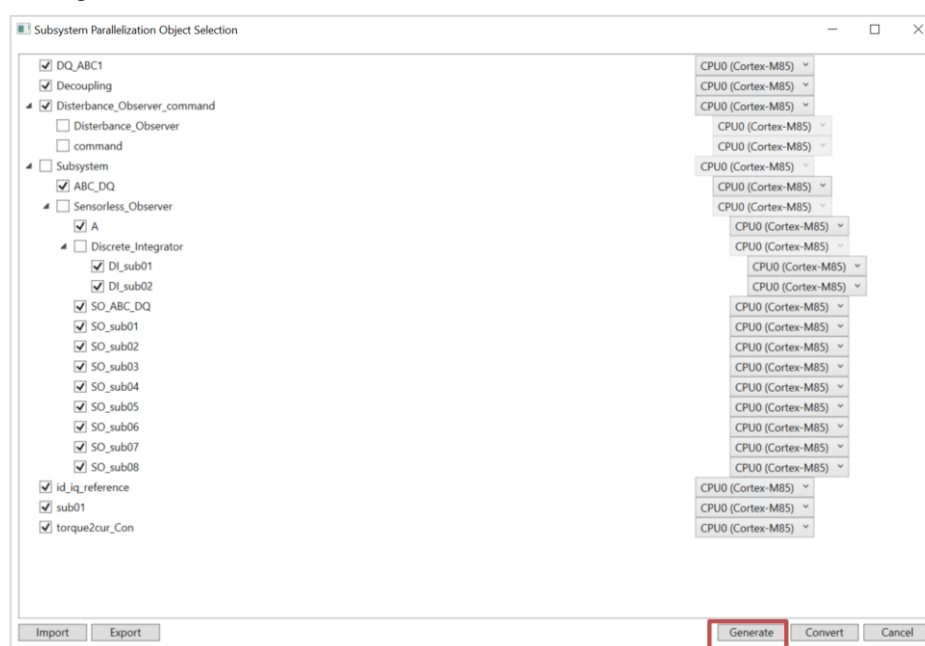 Subsystem Parallelization Object Selection
DQ_ABC1 CPU0 (Cortex-M85)
Decoupling CPU0 (Cortex-M85)
Disterbance_Observer_command CPU0 (Cortex-M85)
Disterbance_Observer CPU0 (Cortex-M85)
command CPU0 (Cortex-M85)
Subsystem CPU0 (Cortex-M85)
ABC_DQ CPU0 (Cortex-M85)
Sensorless_Observer CPU0 (Cortex-M85)
A CPU0 (Cortex-M85)
Discrete_Integrator CPU0 (Cortex-M85)
DI_sub01 CPU0 (Cortex-M85)
DI_sub02 CPU0 (Cortex-M85)
SO_ABC_DQ CPU0 (Cortex-M85)
SO_sub01 CPU0 (Cortex-M85)
SO_sub02 CPU0 (Cortex-M85)
SO_sub03 CPU0 (Cortex-M85)
SO_sub04 CPU0 (Cortex-M85)
SO_sub05 CPU0 (Cortex-M85)
SO_sub06 CPU0 (Cortex-M85)
SO_sub07 CPU0 (Cortex-M85)
SO_sub08 CPU0 (Cortex-M85)
id_iq_reference CPU0 (Cortex-M85)
sub01 CPU0 (Cortex-M85)
torque2cur_Con CPU0 (Cortex-M85)
Import Export Generate Convert Cancel